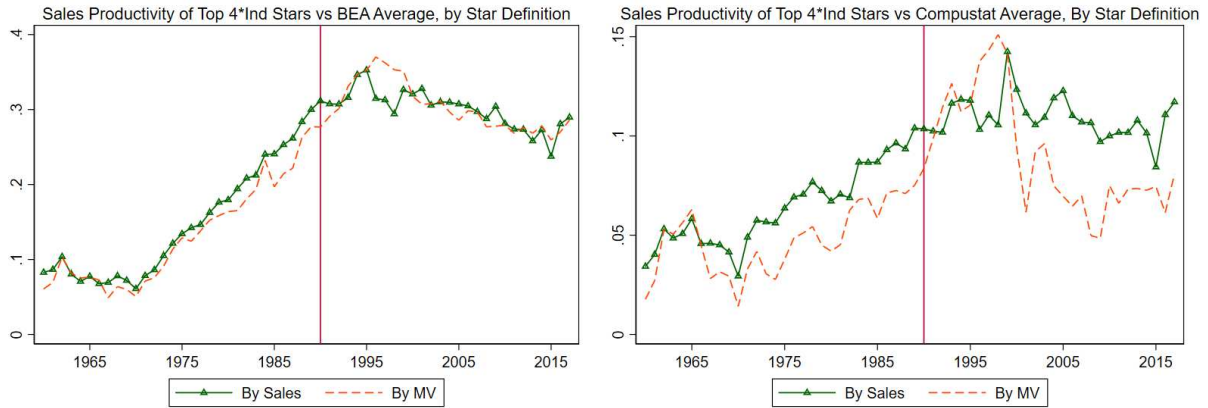 Sales Productivity of Top 4*Ind Stars vs BEA Average, by Star Definition
.4
.3
.2
.1
0
1965 1975 1985 1995 2005 2015
By Sales By MV
Sales Productivity of Top 4*Ind Stars vs Compustat Average, By Star Definition
.15
.1
.05
0
1965 1975 1985 1995 2005 2015
By Sales By MV